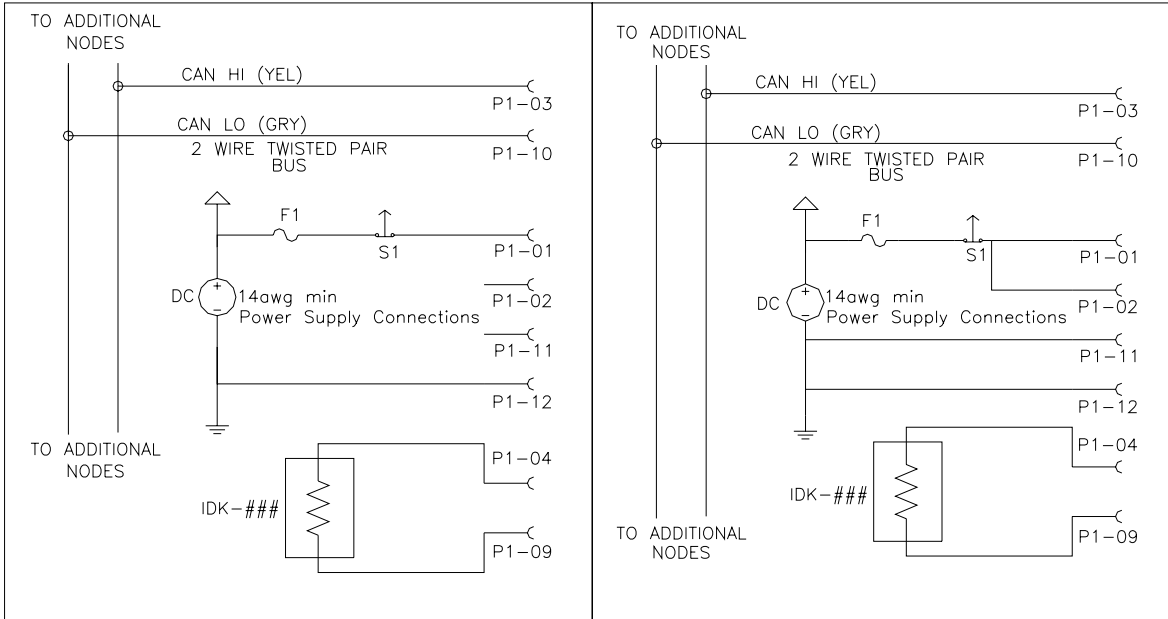 TO ADDITIONAL
NODES
CAN HI (YEL)
P1-03
CAN LO (GRY)
P1-10
2 WIRE TWISTED PAIR
BUS
F1
S1
P1-01
P1-02
DC
+
-
14awg min
Power Supply Connections
P1-11
P1-12
TO ADDITIONAL
NODES
P1-04
IDK-###
P1-09
TO ADDITIONAL
NODES
CAN HI (YEL)
P1-03
CAN LO (GRY)
P1-10
2 WIRE TWISTED PAIR
BUS
F1
S1
P1-01
P1-02
DC
+
-
14awg min
Power Supply Connections
P1-11
P1-12
P1-04
IDK-###
P1-09
TO ADDITIONAL
NODES